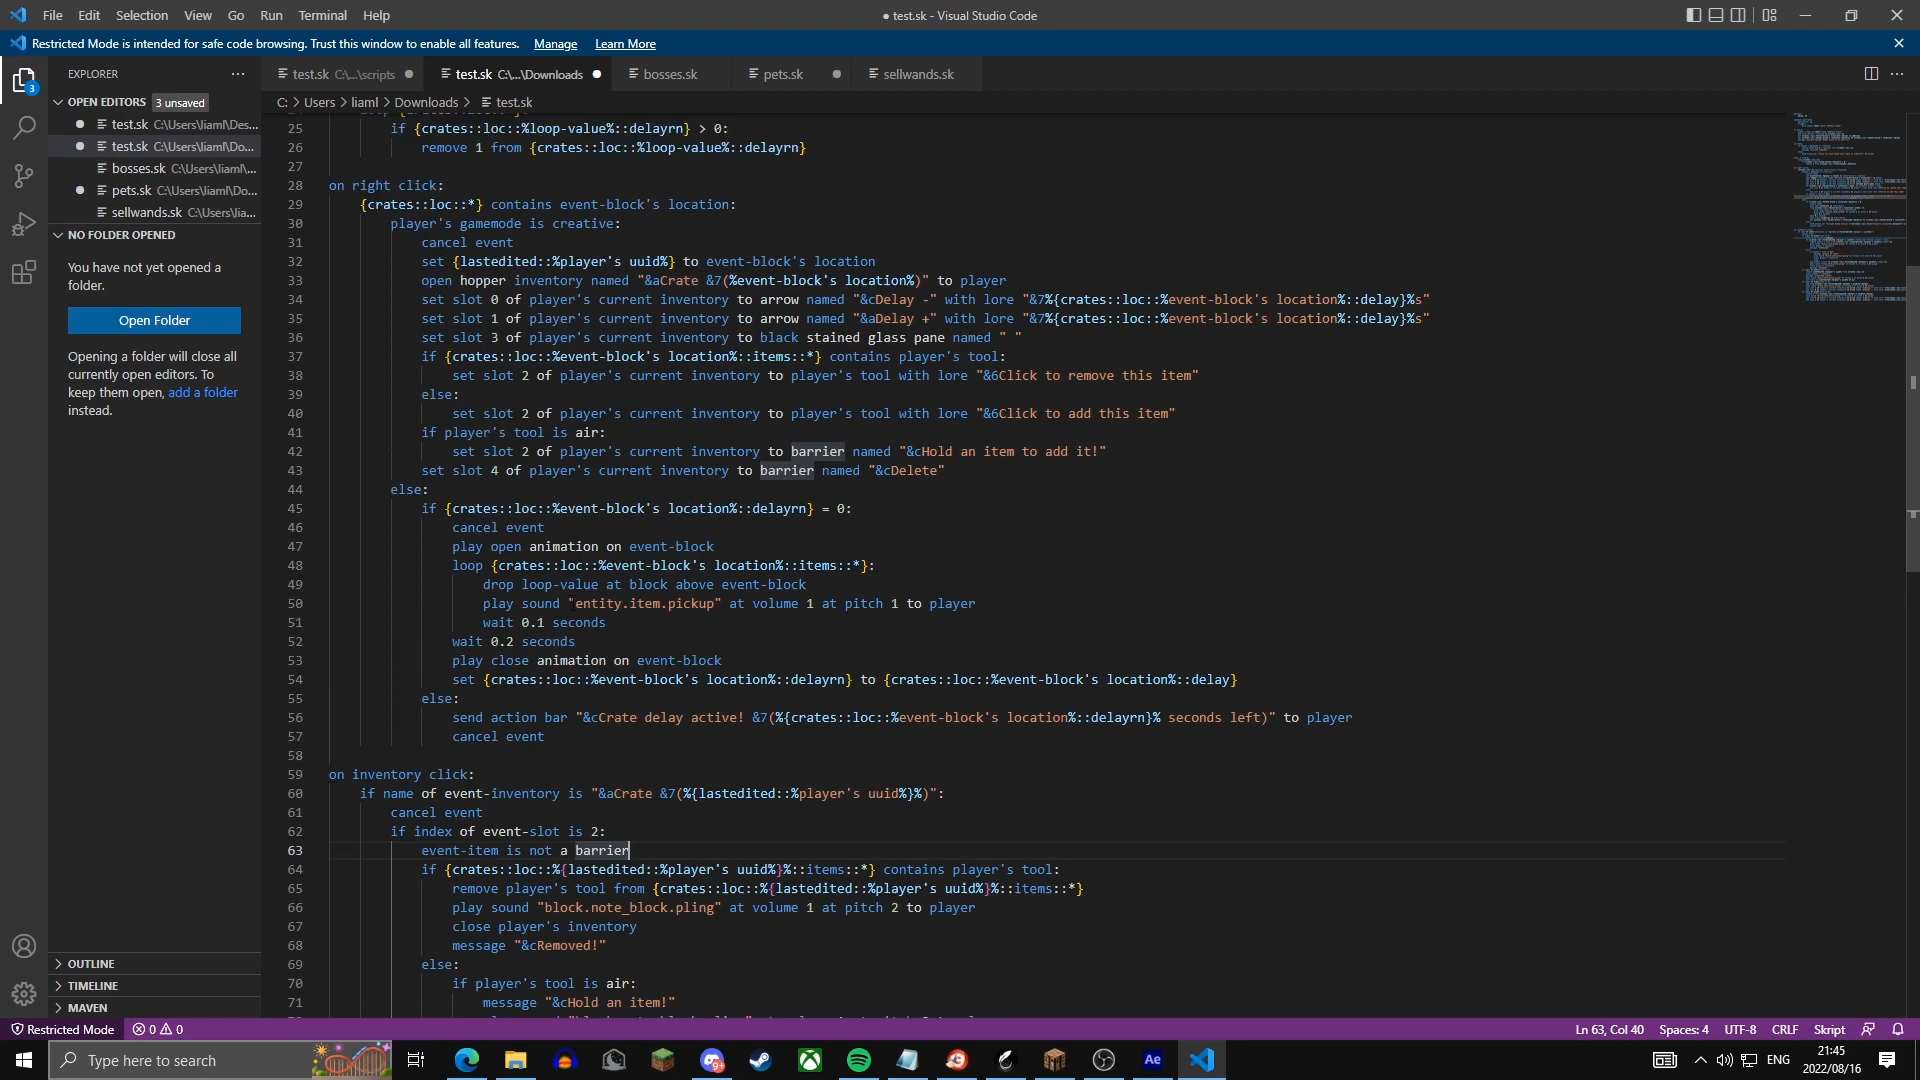 File Edit Selection View Go Run Terminal Help
● test.sk - Visual Studio Code
Restricted Mode is intended for safe code browsing. Trust this window to enable all features. Manage Learn More
EXPLORER
test.sk C:\...\scripts
test.sk C:\...\Downloads
bosses.sk
pets.sk
sellwands.sk
OPEN EDITORS 3 unsaved
C: > Users > liaml > Downloads > test.sk
test.sk C:\Users\liaml\Des...
test.sk C:\Users\liaml\Do...
bosses.sk C:\Users\liaml\...
pets.sk C:\Users\liaml\Do...
sellwands.sk C:\Users\lia...
NO FOLDER OPENED
You have not yet opened a
folder.
Open Folder
Opening a folder will close all
currently open editors. To
keep them open, add a folder
instead.
OUTLINE
TIMELINE
MAVEN
3
25 if {crates::loc::%loop-value%::delayrn} > 0:
26 remove 1 from {crates::loc::%loop-value%::delayrn}
27
28 on right click:
29 {crates::loc::*} contains event-block's location:
30 player's gamemode is creative:
31 cancel event
32 set {lastedited::%player's uuid%} to event-block's location
33 open hopper inventory named "&aCrate &7(%event-block's location%)" to player
34 set slot 0 of player's current inventory to arrow named "&cDelay -" with lore "&7%{crates::loc::%event-block's location%::delay}%s"
35 set slot 1 of player's current inventory to arrow named "&aDelay +" with lore "&7%{crates::loc::%event-block's location%::delay}%s"
36 set slot 3 of player's current inventory to black stained glass pane named " "
37 if {crates::loc::%event-block's location%::items::*} contains player's tool:
38 set slot 2 of player's current inventory to player's tool with lore "&6Click to remove this item"
39 else:
40 set slot 2 of player's current inventory to player's tool with lore "&6Click to add this item"
41 if player's tool is air:
42 set slot 2 of player's current inventory to barrier named "&cHold an item to add it!"
43 set slot 4 of player's current inventory to barrier named "&cDelete"
44 else:
45 if {crates::loc::%event-block's location%::delayrn} = 0:
46 cancel event
47 play open animation on event-block
48 loop {crates::loc::%event-block's location%::items::*}:
49 drop loop-value at block above event-block
50 play sound "entity.item.pickup" at volume 1 at pitch 1 to player
51 wait 0.1 seconds
52 wait 0.2 seconds
53 play close animation on event-block
54 set {crates::loc::%event-block's location%::delayrn} to {crates::loc::%event-block's location%::delay}
55 else:
56 send action bar "&cCrate delay active! &7(%{crates::loc::%event-block's location%::delayrn}% seconds left)" to player
57 cancel event
58
59 on inventory click:
60 if name of event-inventory is "&aCrate &7(%{lastedited::%player's uuid%}%)":
61 cancel event
62 if index of event-slot is 2:
63 event-item is not a barrier
64 if {crates::loc::%{lastedited::%player's uuid%}%::items::*} contains player's tool:
65 remove player's tool from {crates::loc::%{lastedited::%player's uuid%}%::items::*}
66 play sound "block.note_block.pling" at volume 1 at pitch 2 to player
67 close player's inventory
68 message "&cRemoved!"
69 else:
70 if player's tool is air:
71 message "&cHold an item!"
Restricted Mode 0 0
Ln 63, Col 40 Spaces: 4 UTF-8 CRLF Skript
Type here to search
9+
Ae
ENG
21:45
2022/08/16